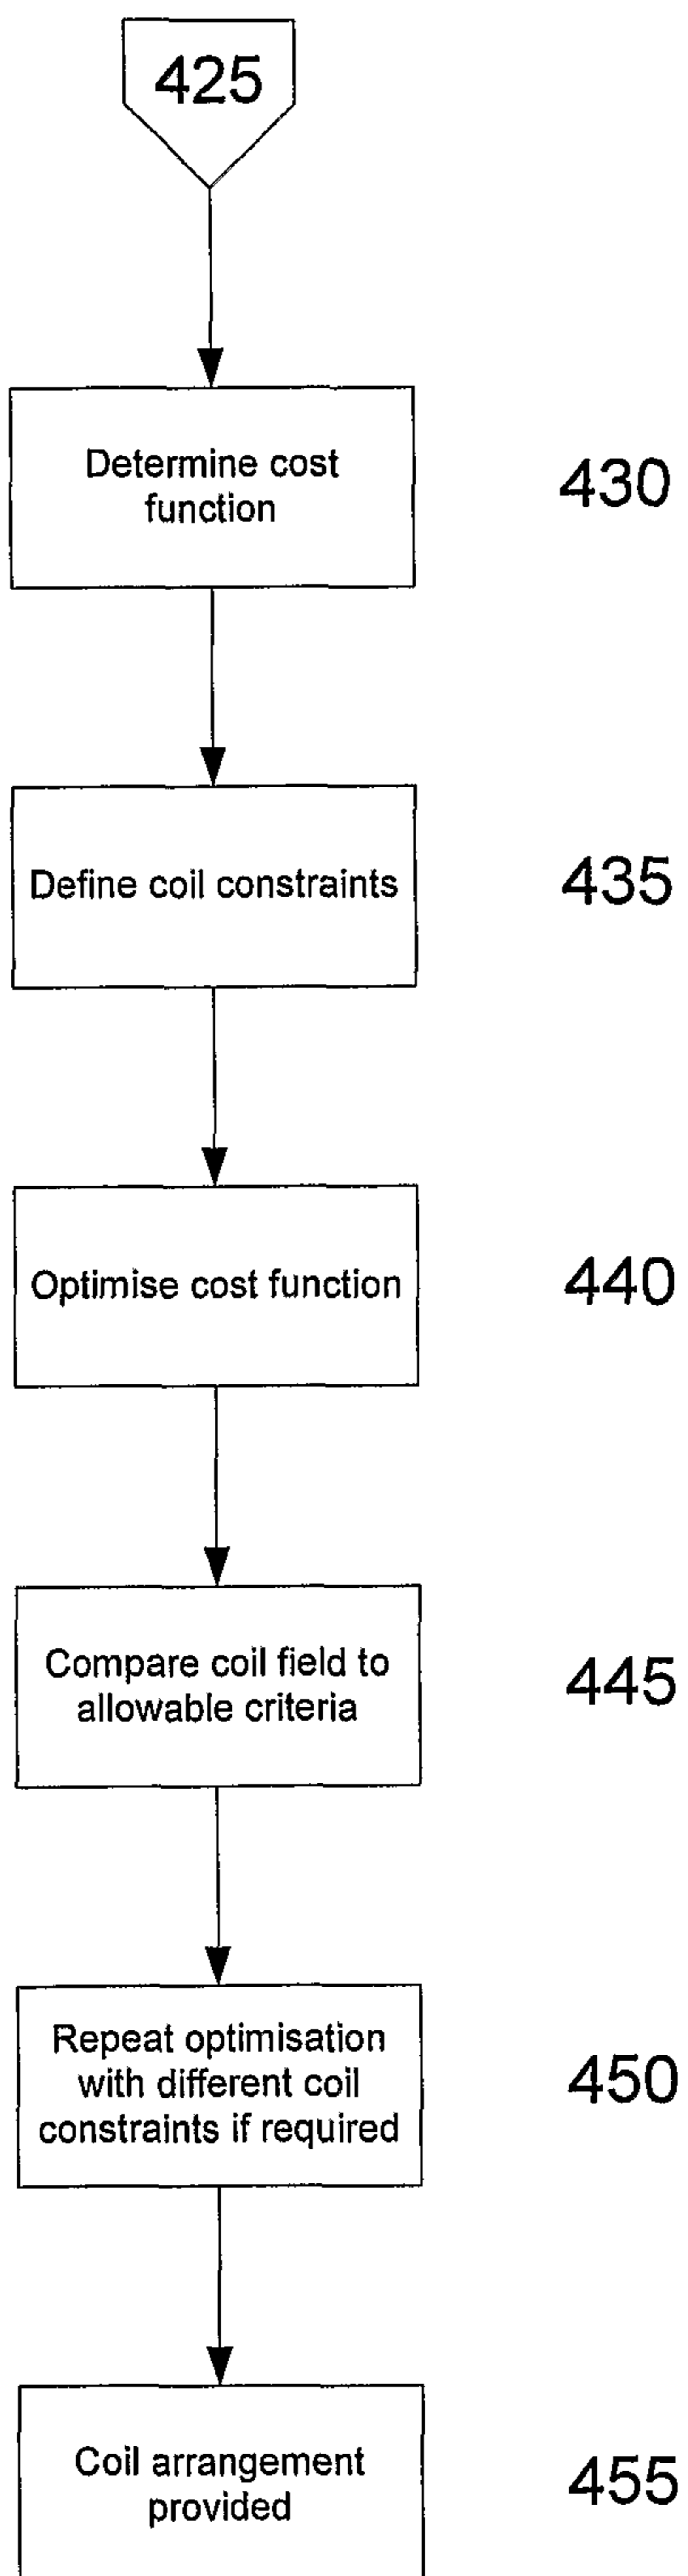 425
Determine cost
function
430
Define coil constraints
435
Optimise cost function
440
Compare coil field to
allowable criteria
445
Repeat optimisation
with different coil
constraints if required
450
Coil arrangement
provided
455